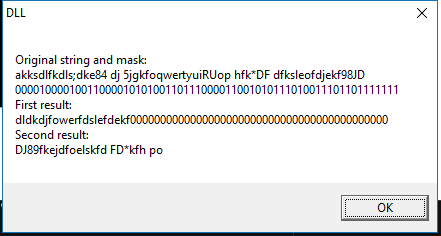 DLL
Original string and mask:
akksdlfkdls;dke84 dj 5jgkfoqwertyuiRUop hfk*DF dfksleofdjekf98JD
0000100001001100001010100110111000011001010111010011101101111111
First result:
dldkdjfowerfdslefdekf0000000000000000000000000000000000000000000
Second result:
DJ89fkejdfoelskfd FD*kfh po
OK